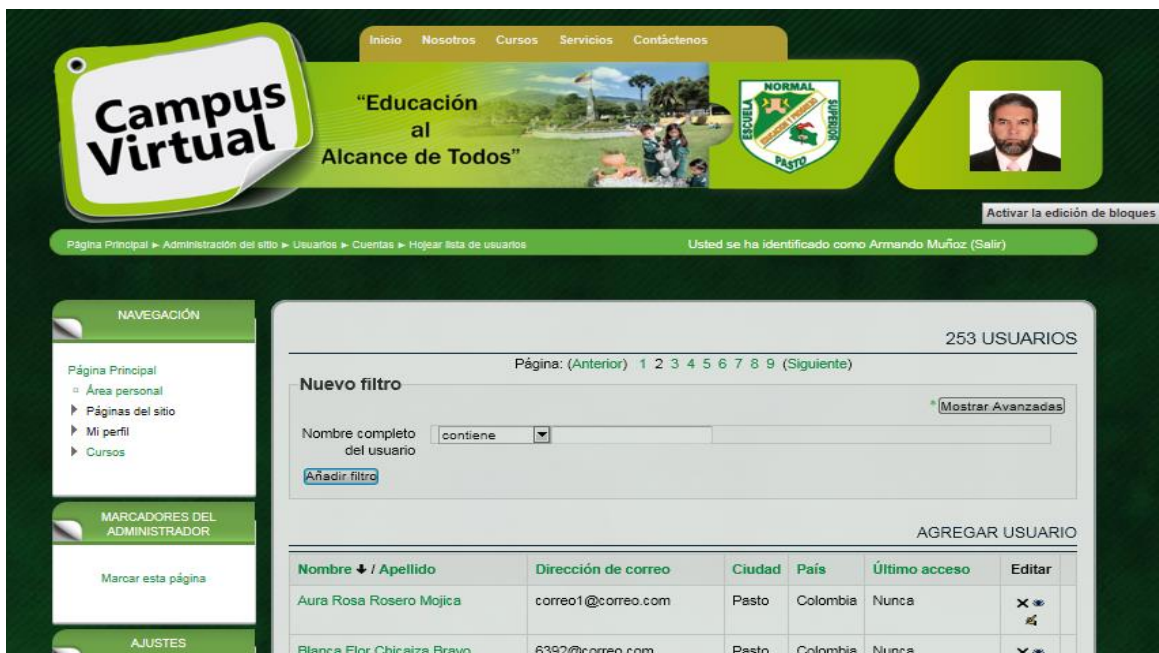 Inicio Nosotros Cursos Servicios Contáctenos
Campus
Virtual
“Educación
al
Alcance de Todos”
ESCUELA NORMAL SUPERIOR
EDUCACION Y PROGRESO
PASTO
Activar la edición de bloques
Página Principal ► Administración del sitio ► Usuarios ► Cuentas ► Hojear lista de usuarios
Usted se ha identificado como Armando Muñoz (Salir)
NAVEGACIÓN
Página Principal
Área personal
Páginas del sitio
Mi perfil
Cursos
MARCADORES DEL
ADMINISTRADOR
Marcar esta página
AJUSTES
253 USUARIOS
Página: (Anterior) 1 2 3 4 5 6 7 8 9 (Siguiente)
Nuevo filtro
* Mostrar Avanzadas
Nombre completo
del usuario
contiene
Añadir filtro
AGREGAR USUARIO
Nombre / Apellido Dirección de correo Ciudad País Último acceso Editar
Aura Rosa Rosero Mojica correo1@correo.com Pasto Colombia Nunca
Blanca Flor Chicaiza Bravo 6392@correo.com Pasto Colombia Nunca